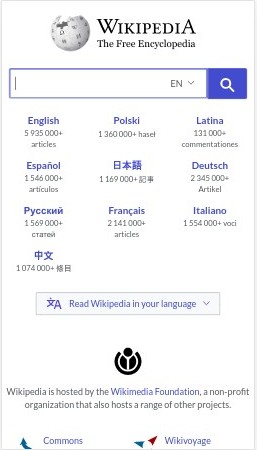 WIKIPEDIA
The Free Encyclopedia
EN
English
5 935 000+
articles
Polski
1 360 000+ haseł
Latina
131 000+
commentationes
Español
1 546 000+
artículos
日本語
1 169 000+ 記事
Deutsch
2 345 000+
Artikel
Русский
1 569 000+
статей
Français
2 141 000+
articles
Italiano
1 554 000+ voci
中文
1 074 000+ 條目
Read Wikipedia in your language
Wikipedia is hosted by the Wikimedia Foundation, a non-profit
organization that also hosts a range of other projects.
Commons
Wikivoyage